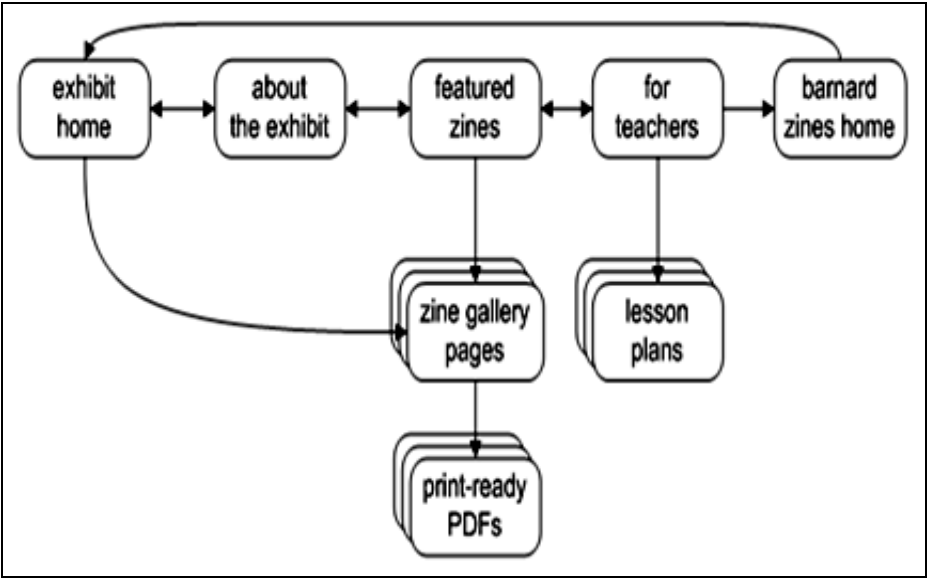 exhibit
home
about
the exhibit
featured
zines
for
teachers
barnard
zines home
zine gallery
pages
lesson
plans
print-ready
PDFs